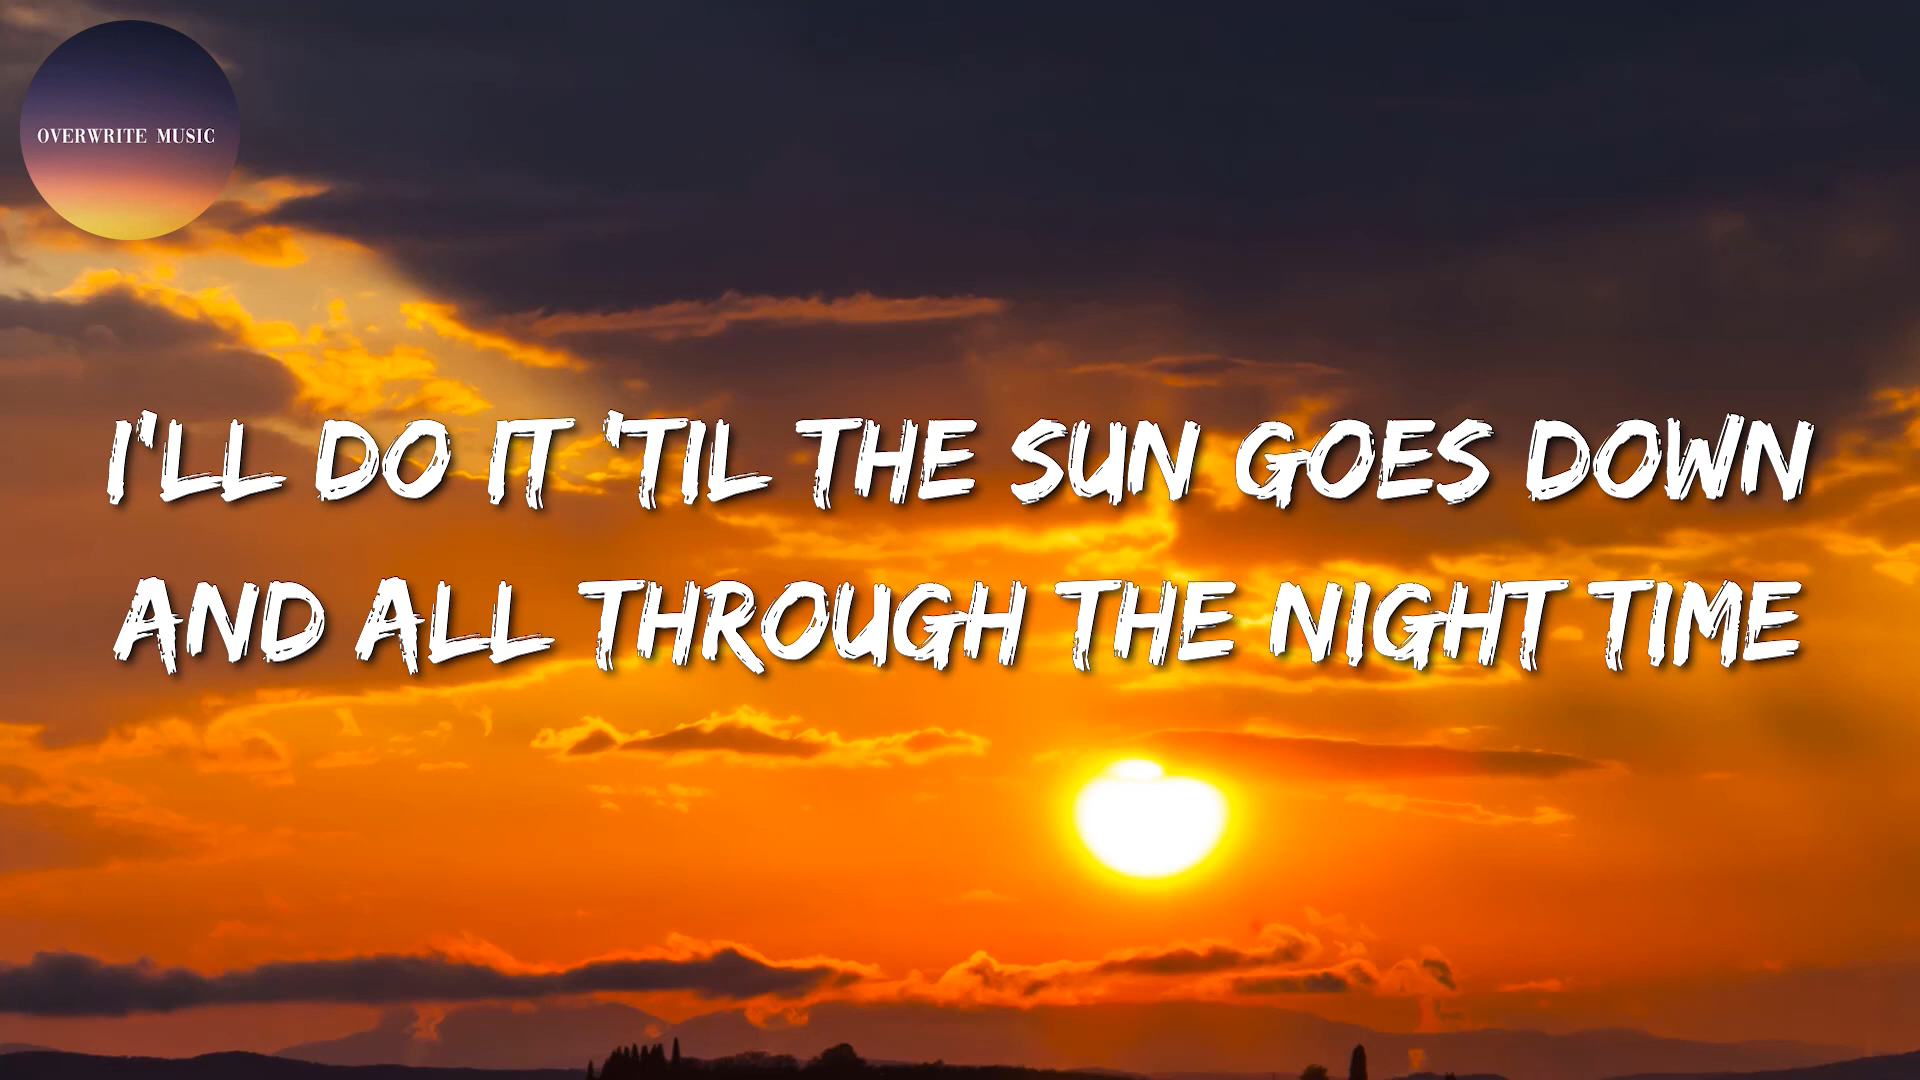 OVERWRITE MUSIC
I'LL DO IT 'TIL THE SUN GOES DOWN
AND ALL THROUGH THE NIGHT TIME